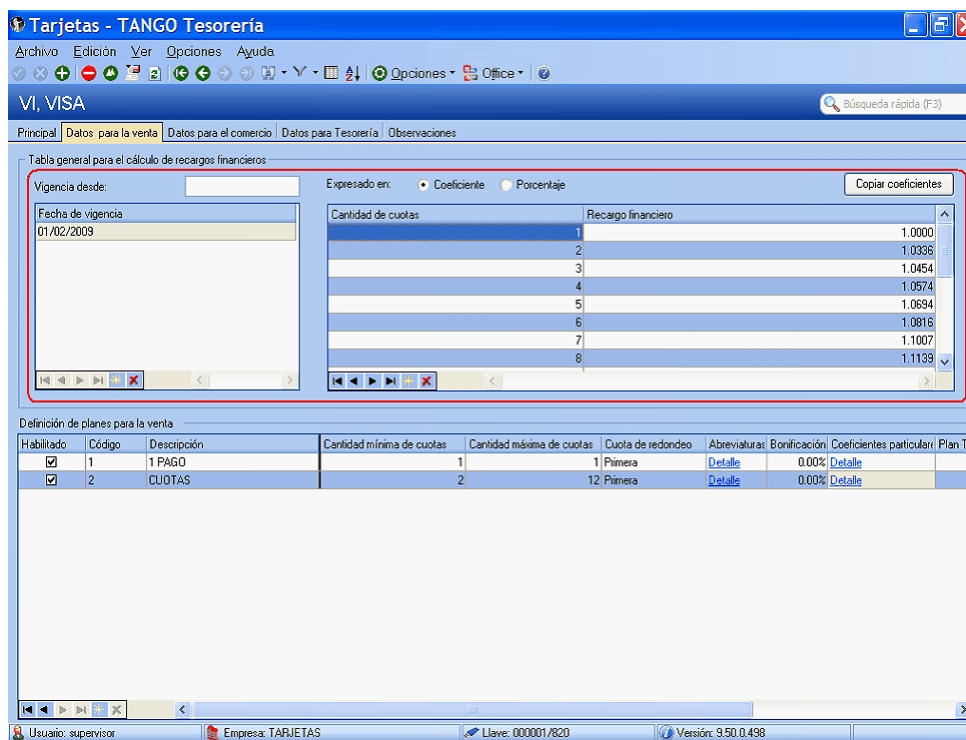 Tarjetas - TANGO Tesorería
Archivo Edición Ver Opciones Ayuda
Opciones Office
VI, VISA Búsqueda rápida (F3)
Principal Datos para la venta Datos para el comercio Datos para Tesorería Observaciones
Tabla general para el cálculo de recargos financieros
Vigencia desde: Expresado en: Coeficiente Porcentaje Copiar coeficientes
Fecha de vigencia Cantidad de cuotas Recargo financiero
01/02/2009 1 1.0000
2 1.0336
3 1.0454
4 1.0574
5 1.0694
6 1.0816
7 1.1007
8 1.1139
Definición de planes para la venta
Habilitado Código Descripción Cantidad mínima de cuotas Cantidad máxima de cuotas Cuota de redondeo Abreviaturas Bonificación Coeficientes particulare Plan T
1 1 PAGO 1 1 Primera Detalle 0.00% Detalle
2 CUOTAS 2 12 Primera Detalle 0.00% Detalle
Usuario: supervisor Empresa: TARJETAS Llave: 000001/820 Versión: 9.50.0.498